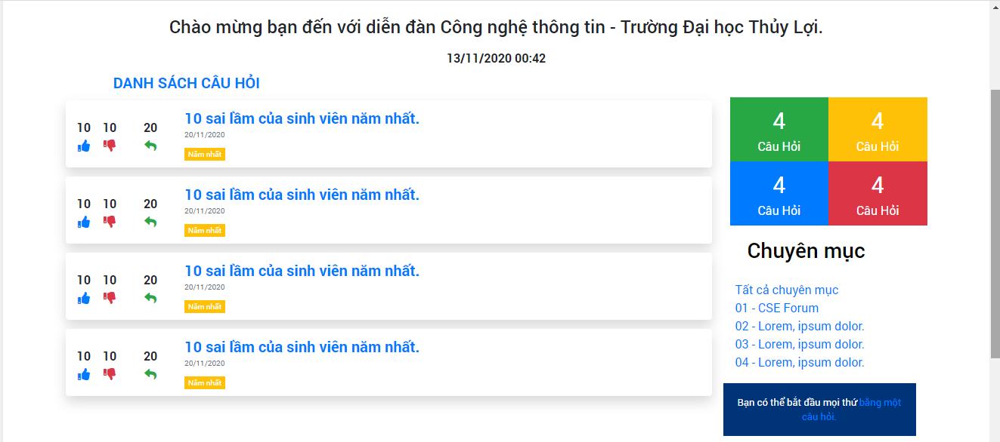 Chào mừng bạn đến với diễn đàn Công nghệ thông tin - Trường Đại học Thủy Lợi.
13/11/2020 00:42
DANH SÁCH CÂU HỎI
10 10 20
10 sai lầm của sinh viên năm nhất.
20/11/2020
Năm nhất
10 10 20
10 sai lầm của sinh viên năm nhất.
20/11/2020
Năm nhất
10 10 20
10 sai lầm của sinh viên năm nhất.
20/11/2020
Năm nhất
10 10 20
10 sai lầm của sinh viên năm nhất.
20/11/2020
Năm nhất
4 4
Câu Hỏi Câu Hỏi
4 4
Câu Hỏi Câu Hỏi
Chuyên mục
Tất cả chuyên mục
01 - CSE Forum
02 - Lorem, ipsum dolor.
03 - Lorem, ipsum dolor.
04 - Lorem, ipsum dolor.
Bạn có thể bắt đầu mọi thứ bằng một
câu hỏi.